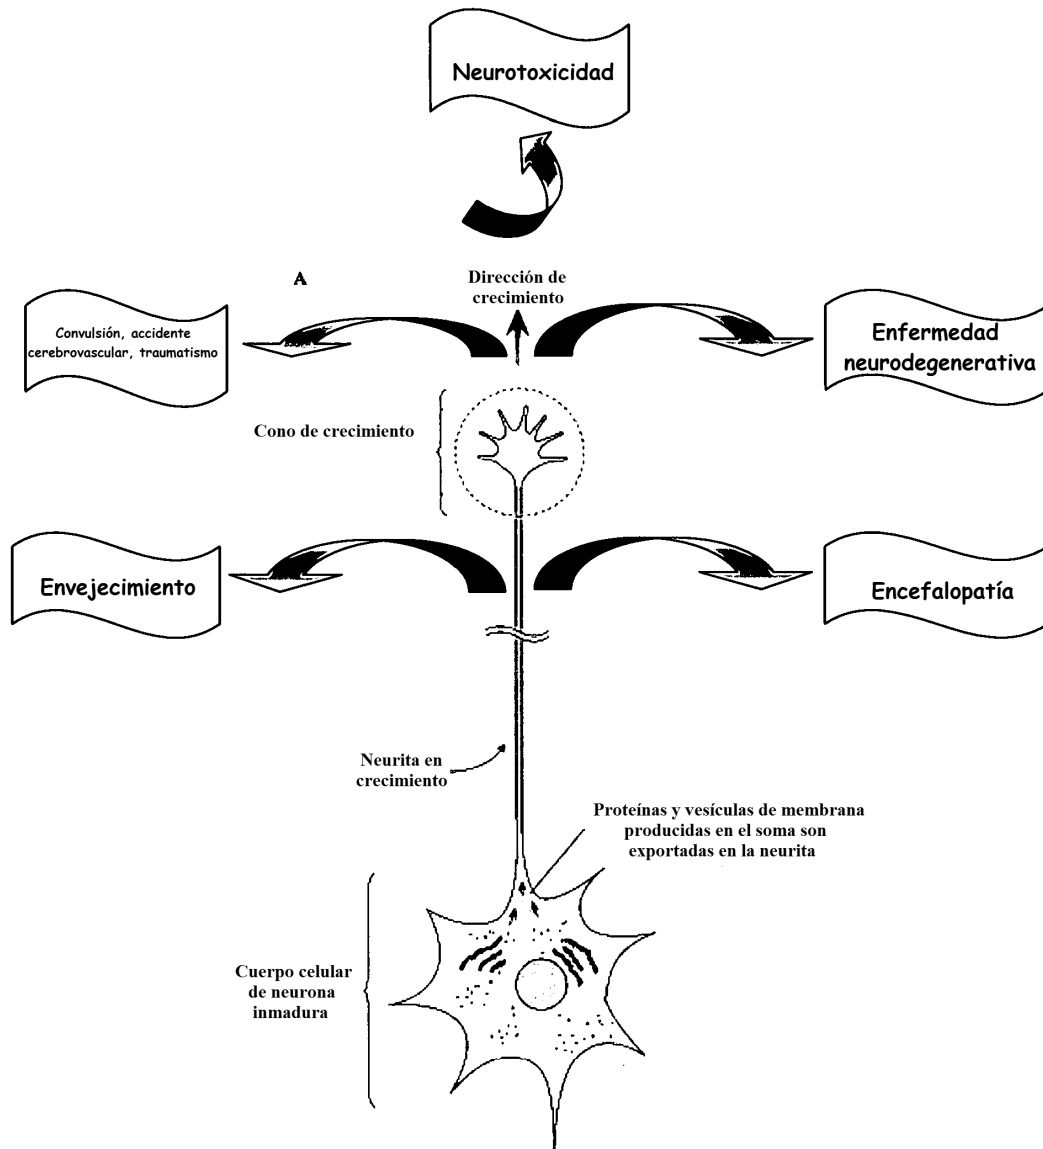 Neurotoxicidad
A
Dirección de
crecimiento
Convulsión, accidente
cerebrovascular, traumatismo
Enfermedad
neurodegenerativa
Cono de crecimiento
Envejecimiento
Encefalopatía
Neurita en
crecimiento
Proteínas y vesículas de membrana
producidas en el soma son
exportadas en la neurita
Cuerpo celular
de neurona
inmadura